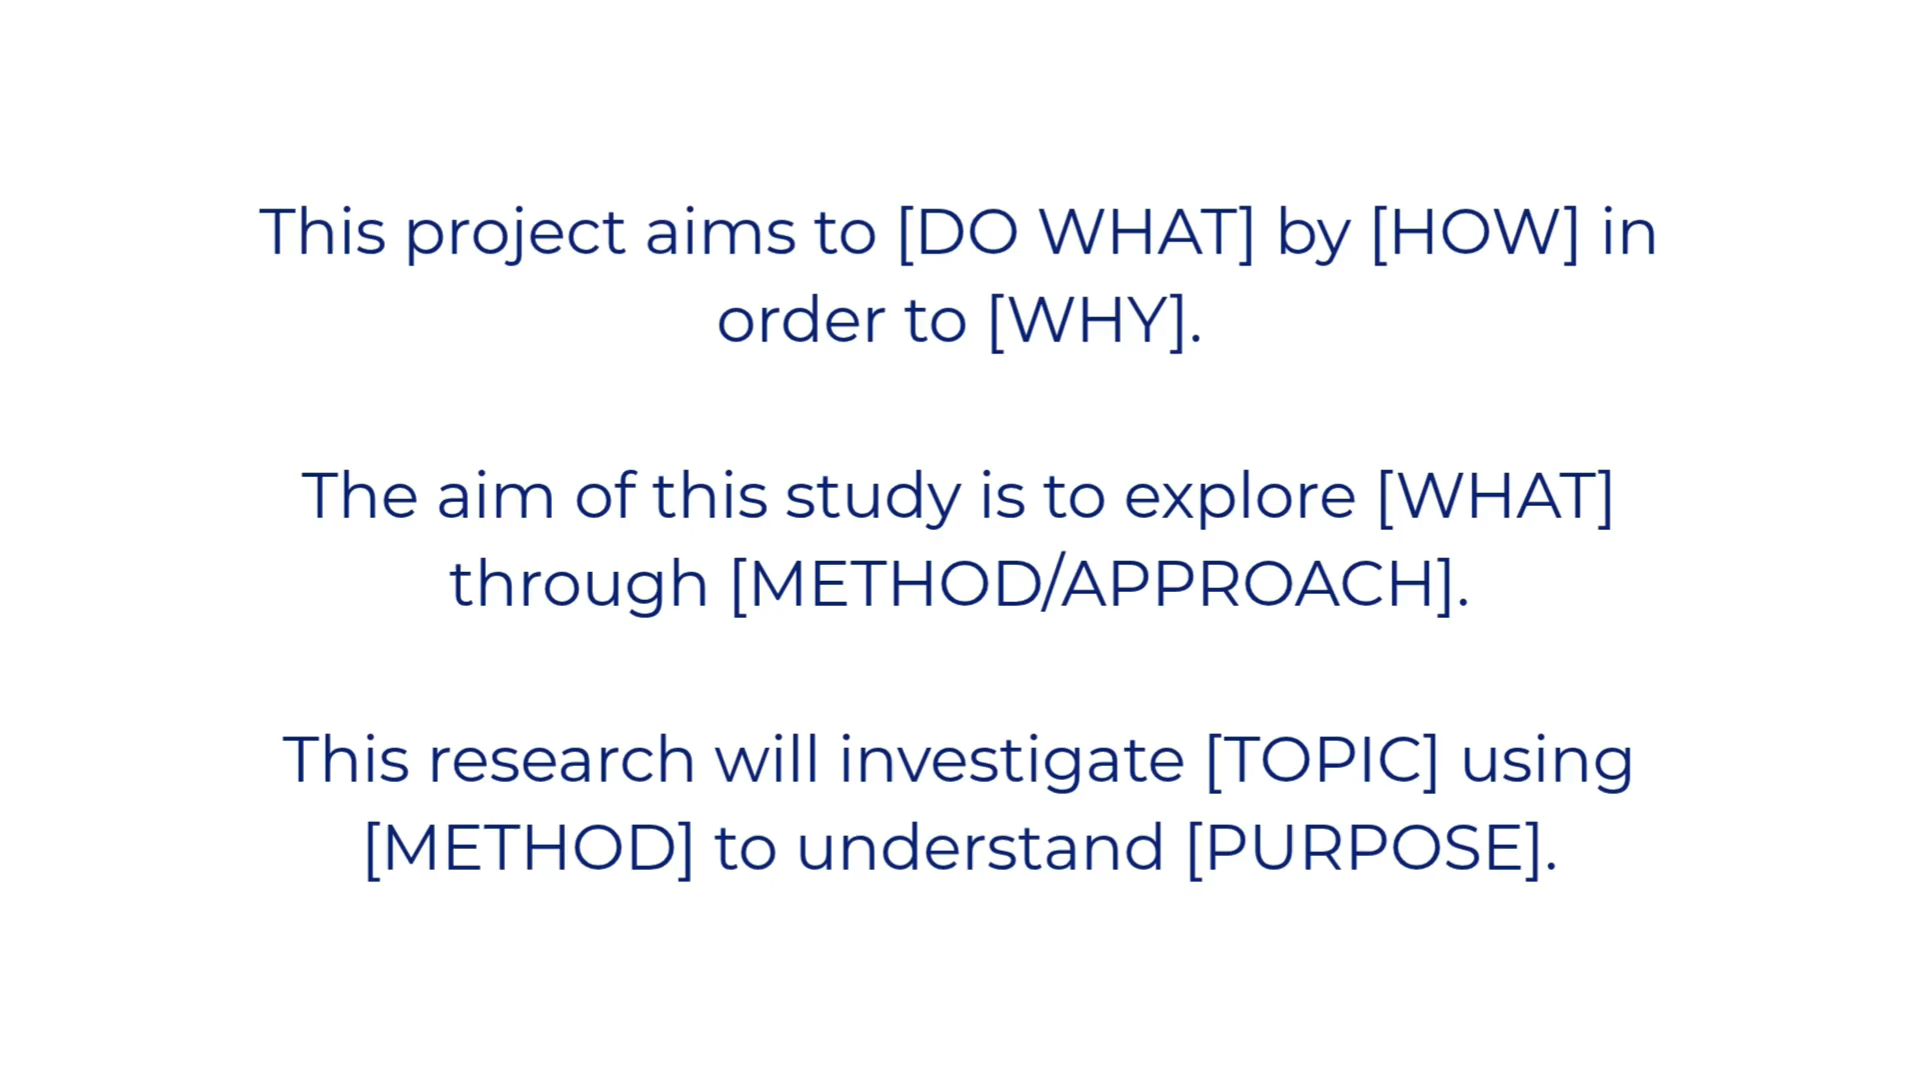 This project aims to [DO WHAT] by [HOW] in
order to [WHY].
The aim of this study is to explore [WHAT]
through [METHOD/APPROACH].
This research will investigate [TOPIC] using
[METHOD] to understand [PURPOSE].